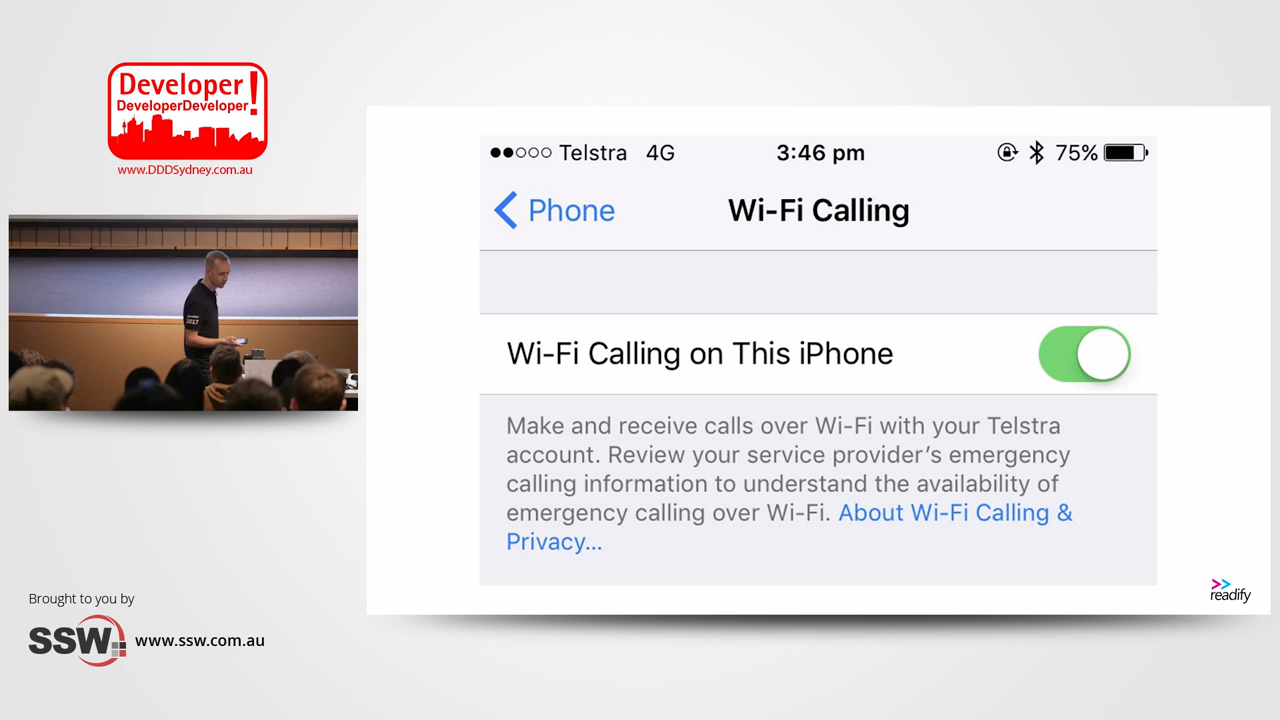 Developer!
DeveloperDeveloper
www.DDDSydney.com.au
2017
Telstra 4G 3:46 pm 75%
Phone Wi-Fi Calling
Wi-Fi Calling on This iPhone
Make and receive calls over Wi-Fi with your Telstra
account. Review your service provider's emergency
calling information to understand the availability of
emergency calling over Wi-Fi. About Wi-Fi Calling &
Privacy...
readify
Brought to you by
SSW www.ssw.com.au